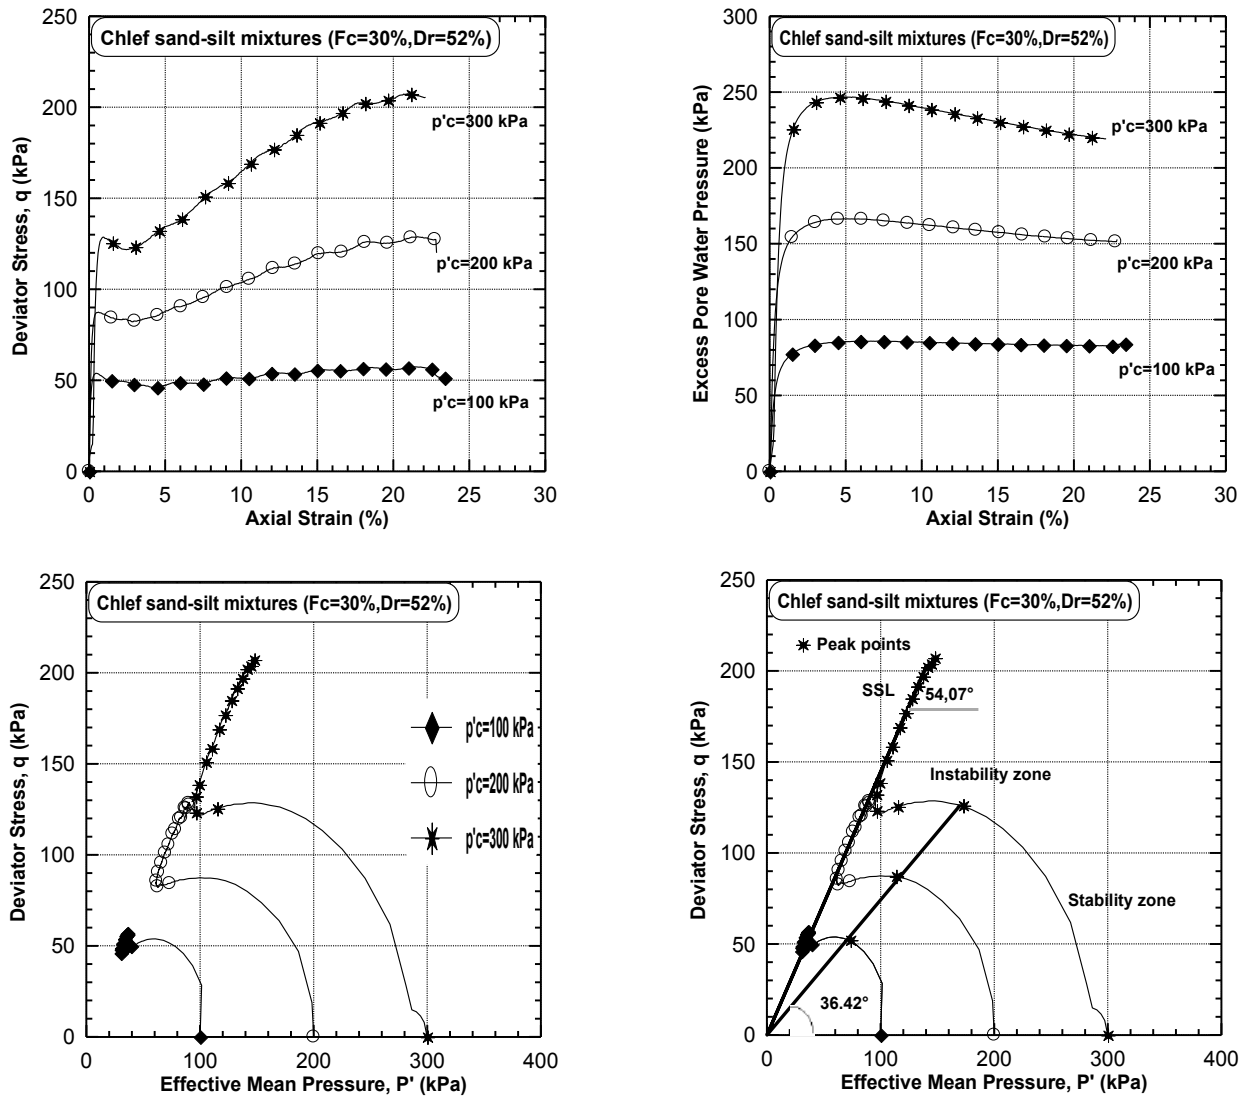 250
200
150
100
50
0
Deviator Stress, q (kPa)
Chlef sand-silt mixtures (Fc=30%,Dr=52%)
p'c=300 kPa
p'c=200 kPa
p'c=100 kPa
0 5 10 15 20 25 30
Axial Strain (%)
300
250
200
150
100
50
0
Excess Pore Water Pressure (kPa)
Chlef sand-silt mixtures (Fc=30%,Dr=52%)
p'c=300 kPa
p'c=200 kPa
p'c=100 kPa
0 5 10 15 20 25 30
Axial Strain (%)
250
200
150
100
50
0
Deviator Stress, q (kPa)
Chlef sand-silt mixtures (Fc=30%,Dr=52%)
p'c=100 kPa
p'c=200 kPa
p'c=300 kPa
0 100 200 300 400
Effective Mean Pressure, P' (kPa)
250
200
150
100
50
0
Deviator Stress, q (kPa)
Chlef sand-silt mixtures (Fc=30%,Dr=52%)
Peak points
SSL
54,07°
Instability zone
Stability zone
36.42°
0 100 200 300 400
Effective Mean Pressure, P' (kPa)